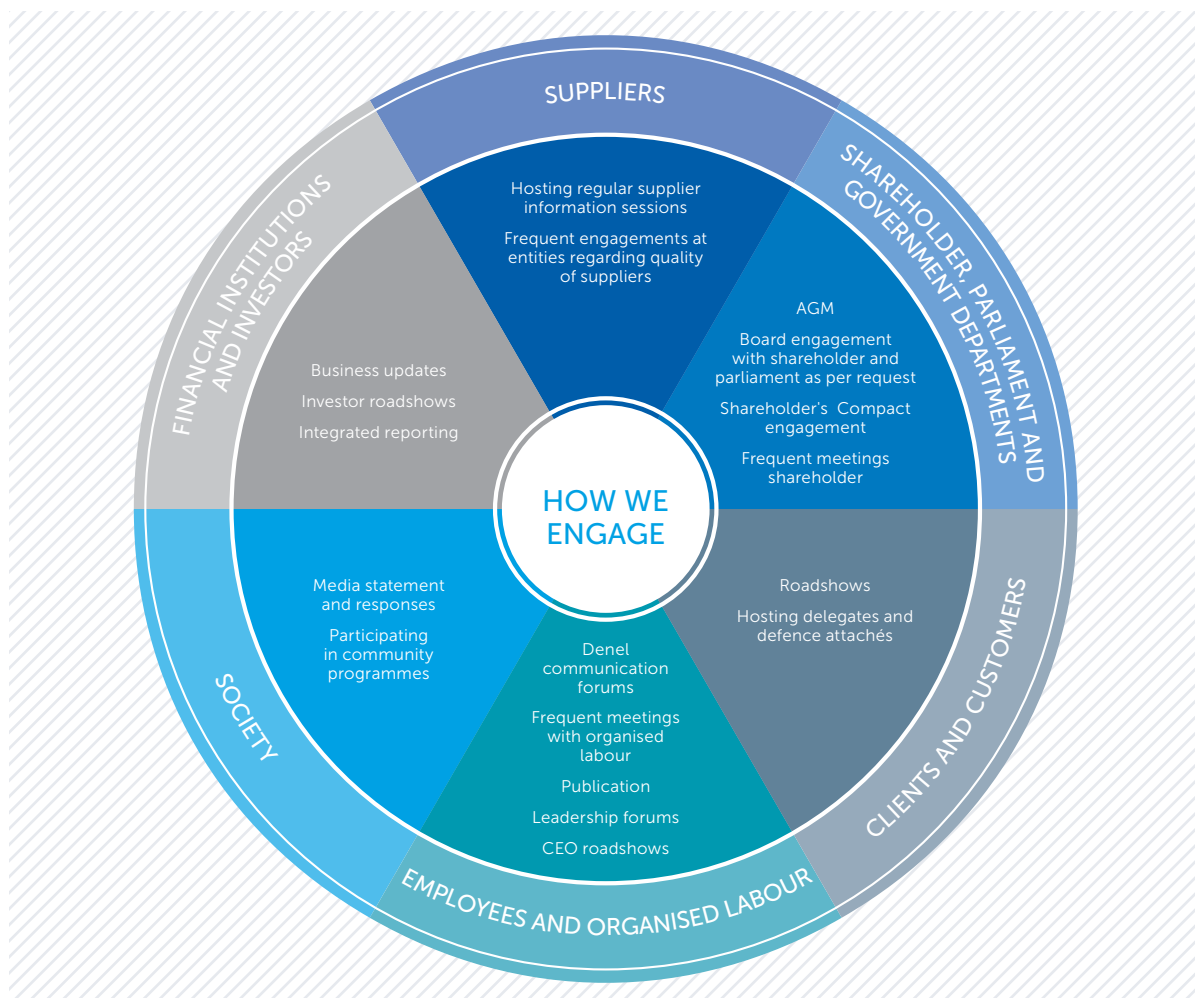 SUPPLIERS
Hosting regular supplier
information sessions
Frequent engagements at
entities regarding quality
of suppliers
SHAREHOLDER, PARLIAMENT AND
GOVERNMENT DEPARTMENTS
AGM
Board engagement
with shareholder and
parliament as per request
Shareholder's Compact
engagement
Frequent meetings
shareholder
CLIENTS AND CUSTOMERS
Roadshows
Hosting delegates and
defence attachés
EMPLOYEES AND ORGANISED LABOUR
Denel
communication
forums
Frequent meetings
with organised
labour
Publication
Leadership forums
CEO roadshows
SOCIETY
Media statement
and responses
Participating
in community
programmes
FINANCIAL INSTITUTIONS
AND INVESTORS
Business updates
Investor roadshows
Integrated reporting
HOW WE
ENGAGE